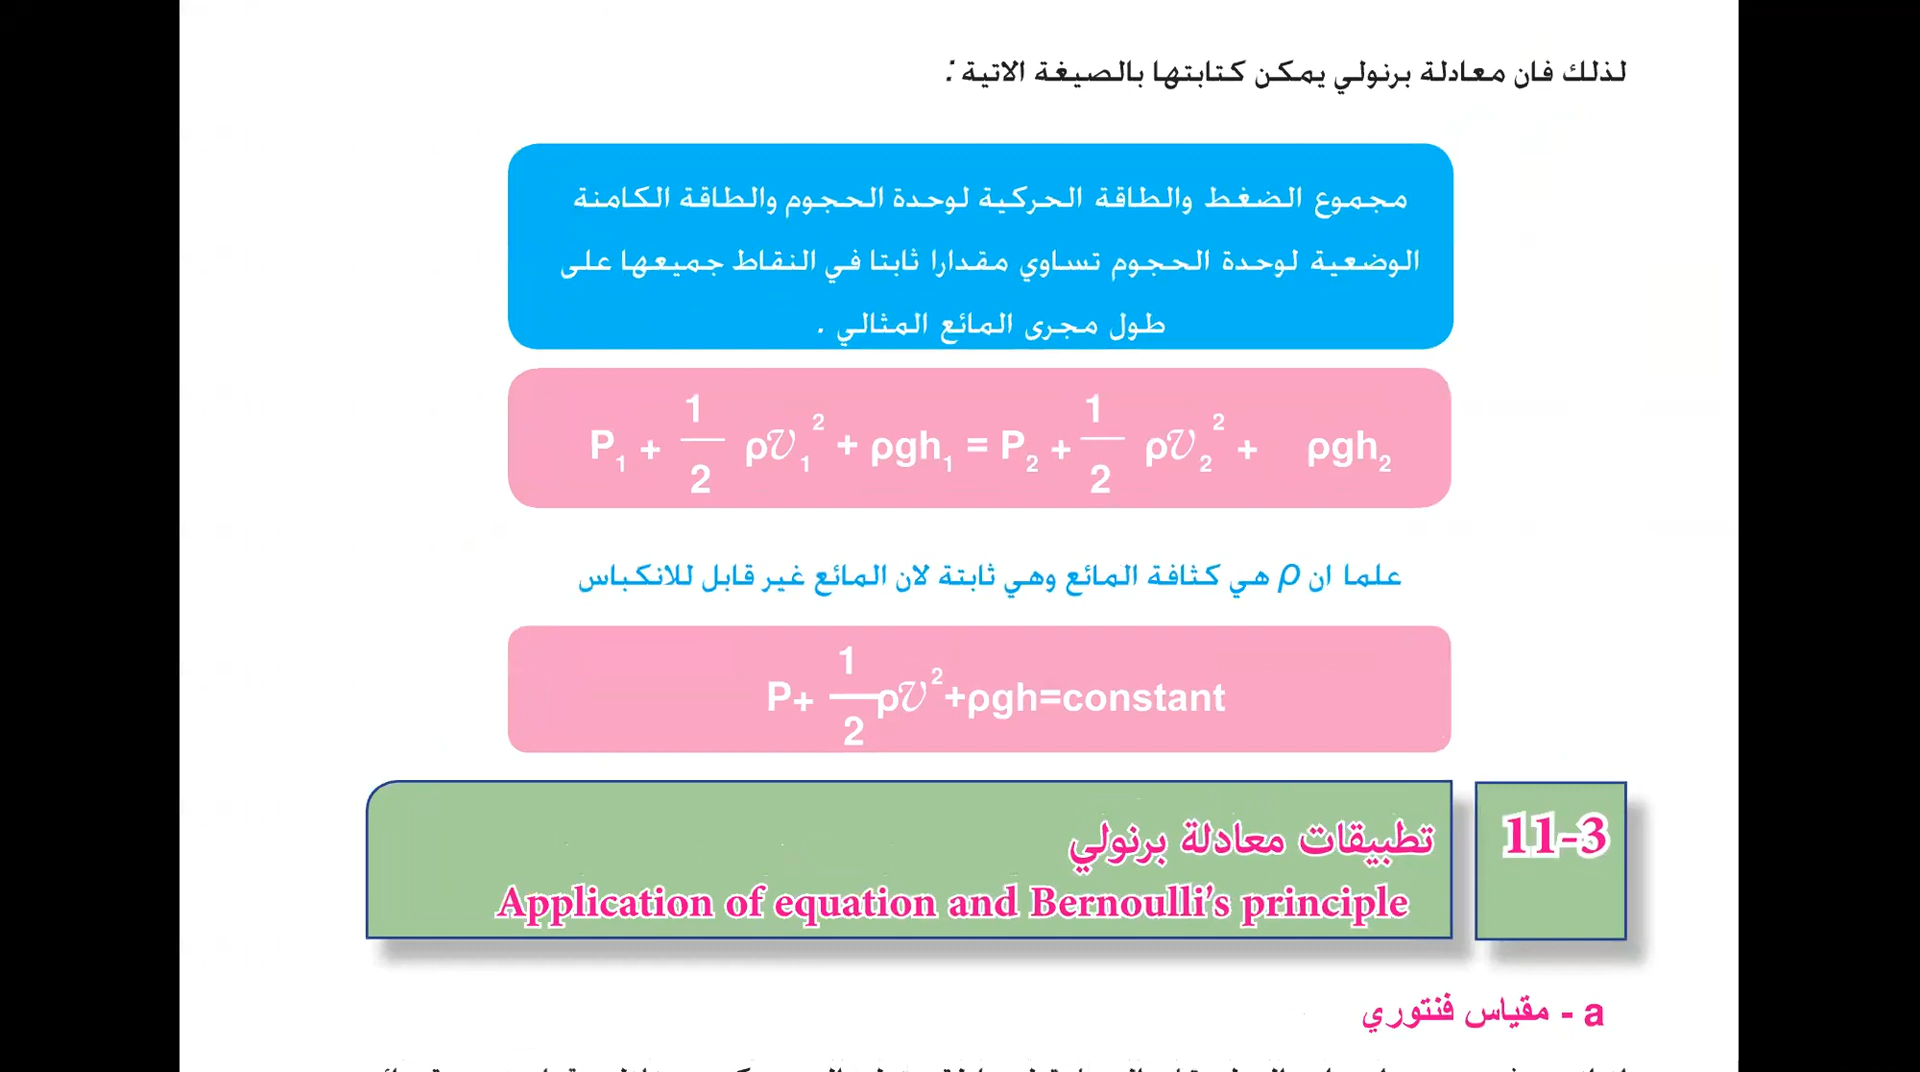 لذلك فان معادلة برنولي يمكن كتابتها بالصيغة الاتية :
مجموع الضغط والطاقة الحركية لوحدة الحجوم والطاقة الكامنة
الوضعية لوحدة الحجوم تساوي مقدارا ثابتا في النقاط جميعها على
طول مجرى المائع المثالي .
P₁ + 1/2 ρ𝒱₁² + ρgh₁ = P₂ + 1/2 ρ𝒱₂² + ρgh₂
علما ان ρ هي كثافة المائع وهي ثابتة لان المائع غير قابل للانكباس
P+ 1/2 ρ𝒱²+ρgh=constant
11-3
تطبيقات معادلة برنولي
Application of equation and Bernoulli’s principle
a - مقياس فنتوري